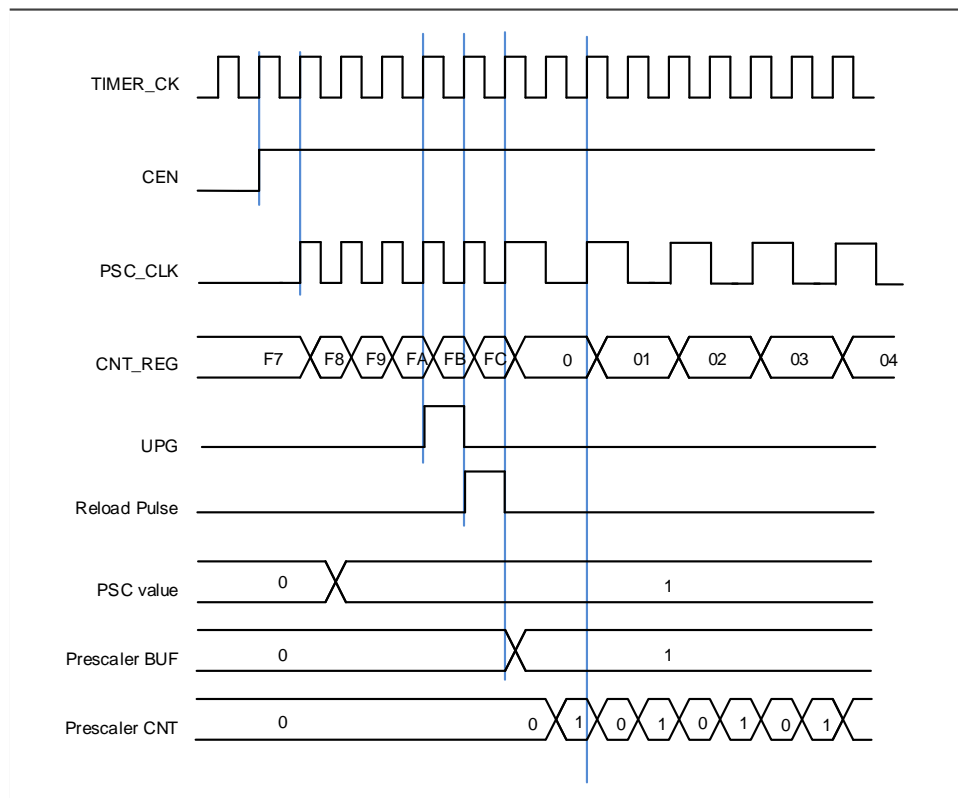 TIMER_CK
CEN
PSC_CLK
CNT_REG F7 F8 F9 FA FB FC 0 01 02 03 04
UPG
Reload Pulse
PSC value 0 1
Prescaler BUF 0 1
Prescaler CNT 0 0 1 0 1 0 1 0 1